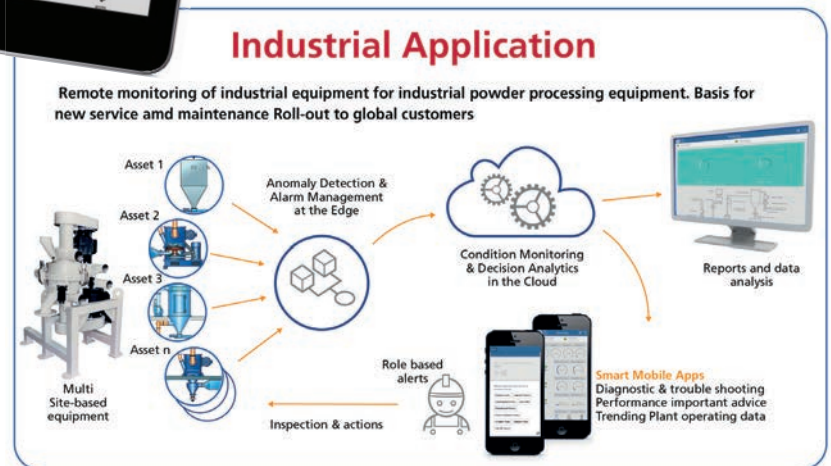 Industrial Application
Remote monitoring of industrial equipment for industrial powder processing equipment. Basis for
new service amd maintenance Roll-out to global customers
Asset 1
Asset 2
Asset 3
Asset n
Multi
Site-based
equipment
Anomaly Detection &
Alarm Management
at the Edge
Condition Monitoring
& Decision Analytics
in the Cloud
Reports and data
analysis
Role based
alerts
Inspection & actions
Smart Mobile Apps
Diagnostic & trouble shooting
Performance important advice
Trending Plant operating data